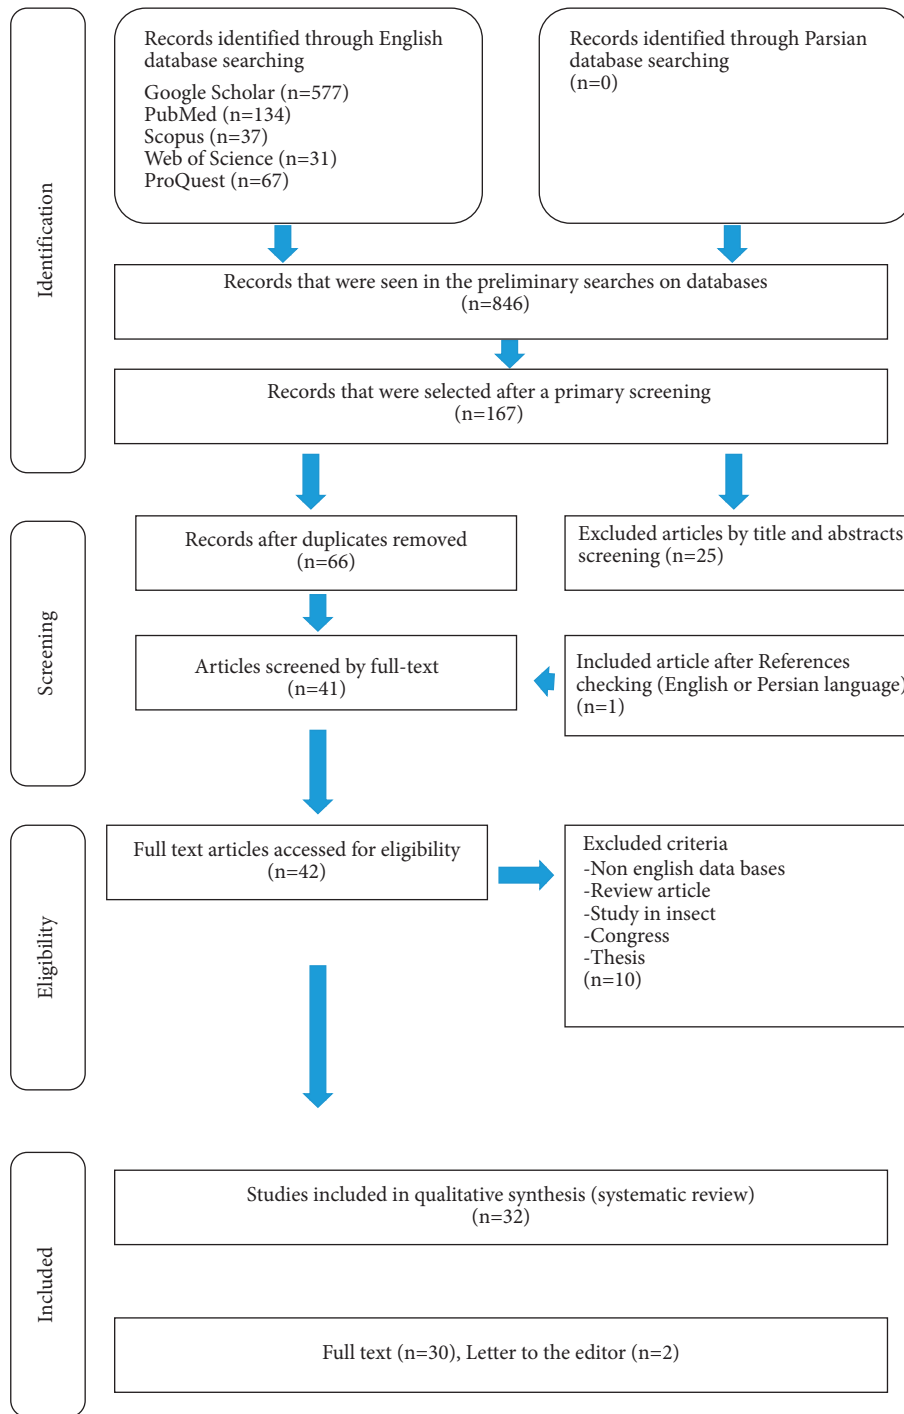 Identification
Records identified through English
database searching
Google Scholar (n=577)
PubMed (n=134)
Scopus (n=37)
Web of Science (n=31)
ProQuest (n=67)
Records identified through Parsian
database searching
(n=0)
Records that were seen in the preliminary searches on databases
(n=846)
Records that were selected after a primary screening
(n=167)
Screening
Records after duplicates removed
(n=66)
Excluded articles by title and abstracts
screening (n=25)
Articles screened by full-text
(n=41)
Included article after References
checking (English or Persian language)
(n=1)
Eligibility
Full text articles accessed for eligibility
(n=42)
Excluded criteria
-Non english data bases
-Review article
-Study in insect
-Congress
-Thesis
(n=10)
Included
Studies included in qualitative synthesis (systematic review)
(n=32)
Full text (n=30), Letter to the editor (n=2)